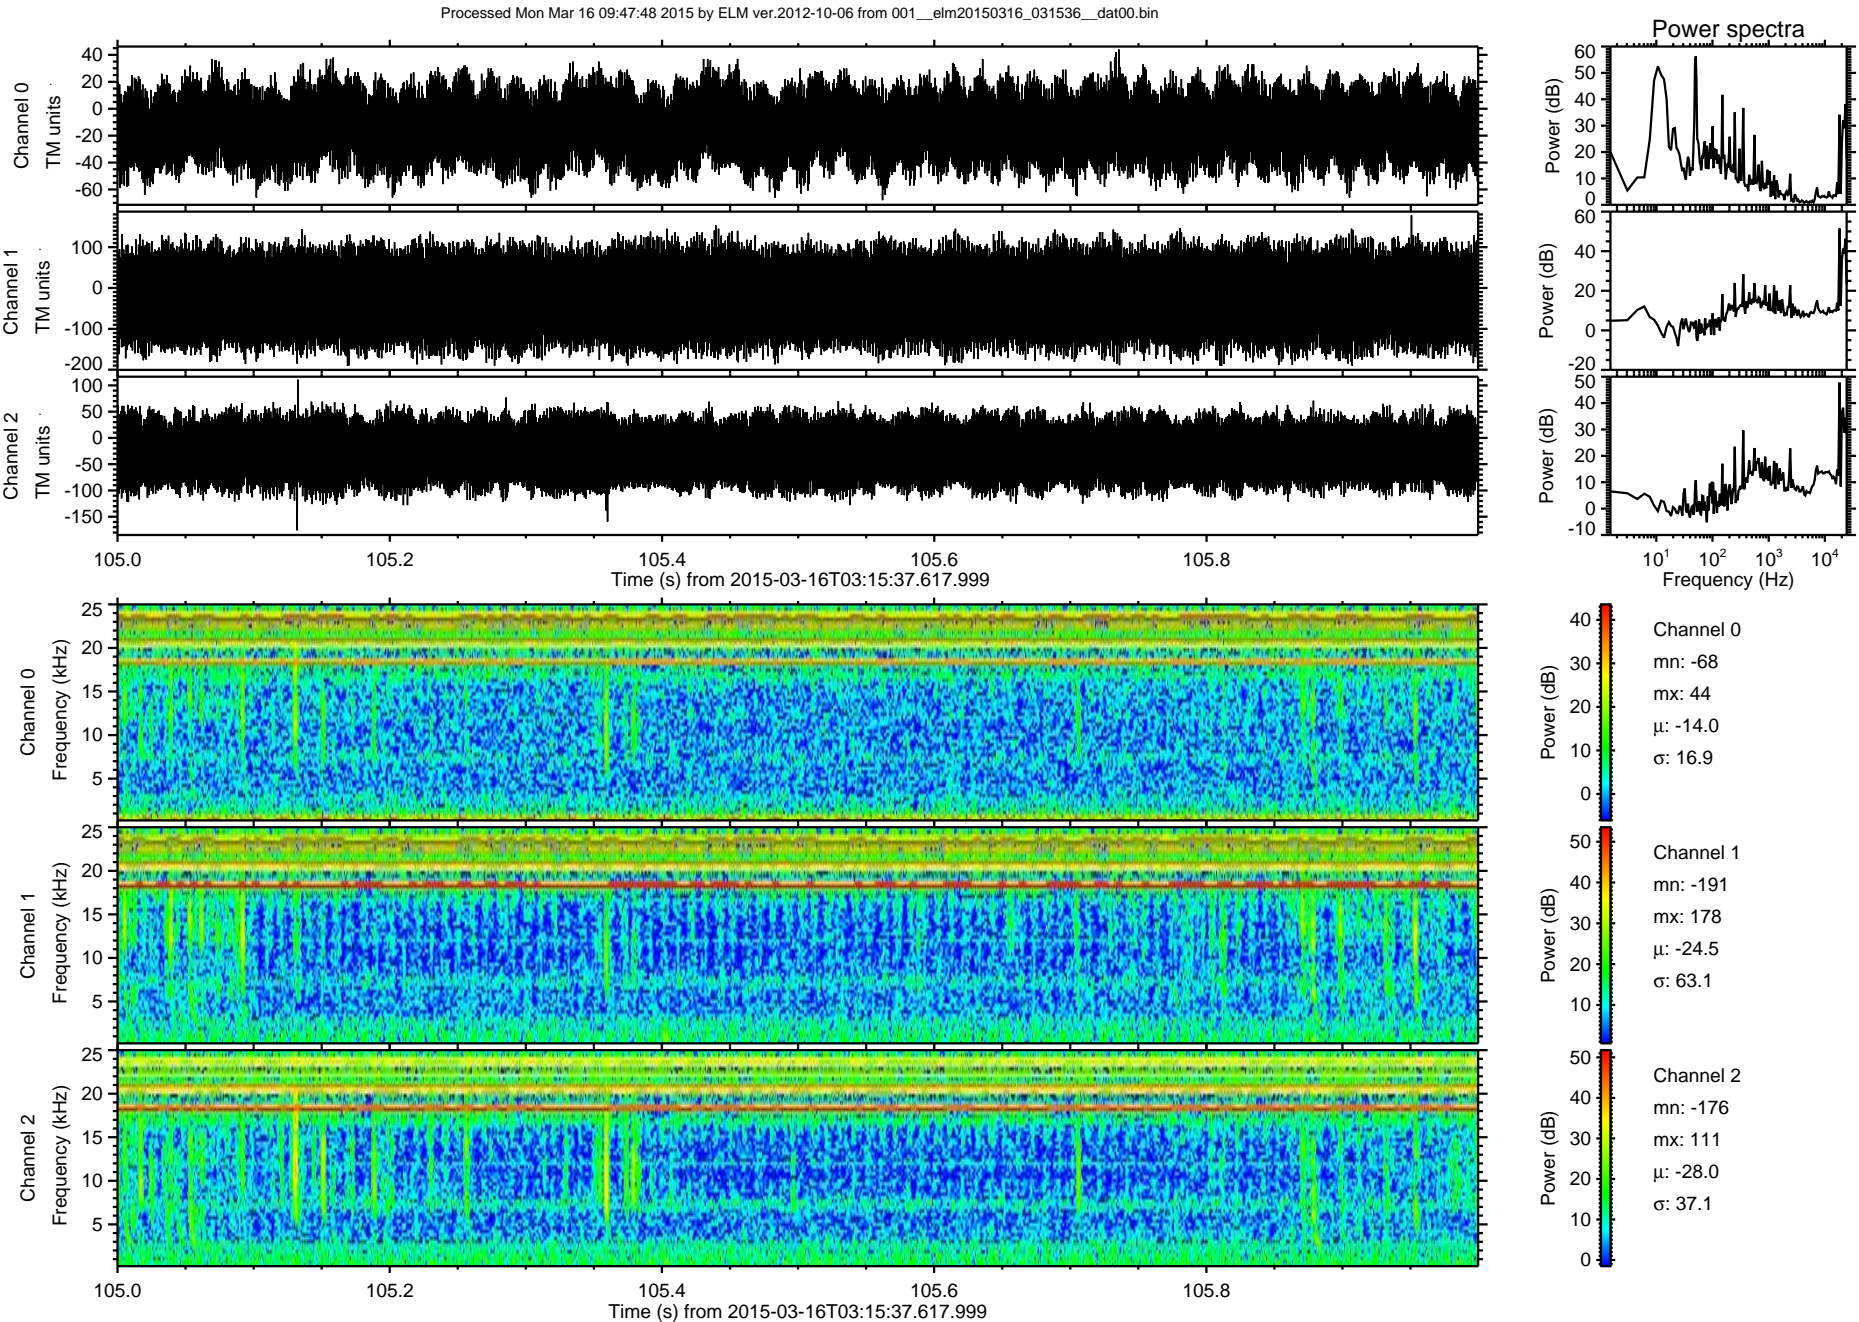 Processed Mon Mar 16 09:47:48 2015 by ELM ver.2012-10-06 from 001__elm20150316_031536__dat00.bin
Power spectra
Channel 0
TM units
40
20
0
-20
-40
-60
Power (dB)
60
50
40
30
20
10
0
Channel 1
TM units
100
0
-100
-200
Power (dB)
60
40
20
0
-20
Channel 2
TM units
100
50
0
-50
-100
-150
Power (dB)
50
40
30
20
10
0
-10
105.0 105.2 105.4 105.6 105.8
Time (s) from 2015-03-16T03:15:37.617.999
10¹ 10² 10³ 10⁴
Frequency (Hz)
Channel 0
Frequency (kHz)
25
20
15
10
5
Power (dB)
40
30
20
10
0
Channel 0
mn: -68
mx: 44
μ: -14.0
σ: 16.9
Channel 1
Frequency (kHz)
25
20
15
10
5
Power (dB)
50
40
30
20
10
Channel 1
mn: -191
mx: 178
μ: -24.5
σ: 63.1
Channel 2
Frequency (kHz)
25
20
15
10
5
Power (dB)
50
40
30
20
10
0
Channel 2
mn: -176
mx: 111
μ: -28.0
σ: 37.1
105.0 105.2 105.4 105.6 105.8
Time (s) from 2015-03-16T03:15:37.617.999